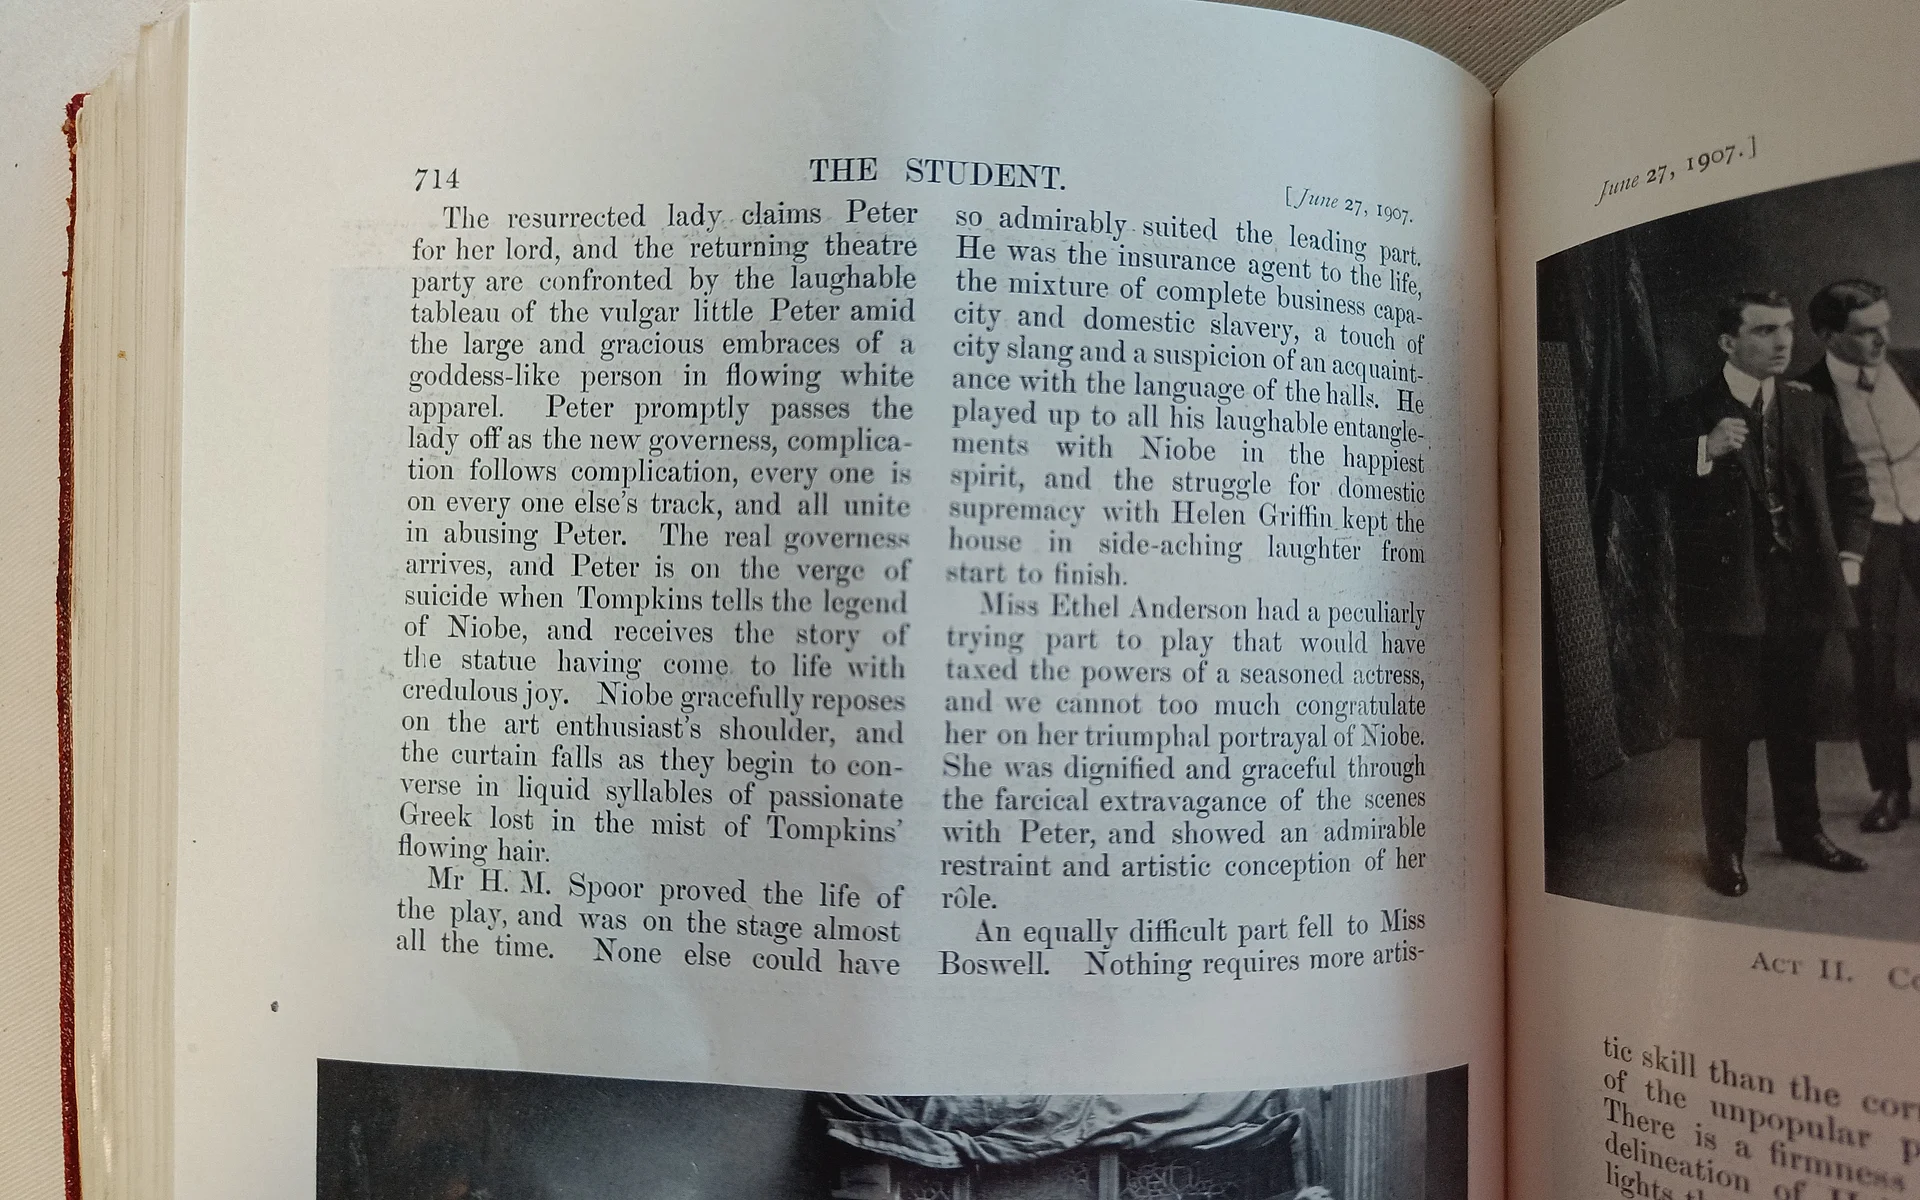 714
THE STUDENT.
[June 27, 1907.
The resurrected lady claims Peter
for her lord, and the returning theatre
party are confronted by the laughable
tableau of the vulgar little Peter amid
the large and gracious embraces of a
goddess-like person in flowing white
apparel. Peter promptly passes the
lady off as the new governess, complica-
tion follows complication, every one is
on every one else's track, and all unite
in abusing Peter. The real governess
arrives, and Peter is on the verge of
suicide when Tompkins tells the legend
of Niobe, and receives the story of
the statue having come to life with
credulous joy. Niobe gracefully reposes
on the art enthusiast's shoulder, and
the curtain falls as they begin to con-
verse in liquid syllables of passionate
Greek lost in the mist of Tompkins'
flowing hair.
Mr H. M. Spoor proved the life of
the play, and was on the stage almost
all the time. None else could have
so admirably suited the leading part.
He was the insurance agent to the life,
the mixture of complete business capa-
city and domestic slavery, a touch of
city slang and a suspicion of an acquaint-
ance with the language of the halls. He
played up to all his laughable entangle-
ments with Niobe in the happiest
spirit, and the struggle for domestic
supremacy with Helen Griffin kept the
house in side-aching laughter from
start to finish.
Miss Ethel Anderson had a peculiarly
trying part to play that would have
taxed the powers of a seasoned actress,
and we cannot too much congratulate
her on her triumphal portrayal of Niobe.
She was dignified and graceful through
the farcical extravagance of the scenes
with Peter, and showed an admirable
restraint and artistic conception of her
rôle.
An equally difficult part fell to Miss
Boswell. Nothing requires more artis-
June 27, 1907.]
ACT II.
tic skill than the
of the unpopular
There is a firmness
delineation of
lights